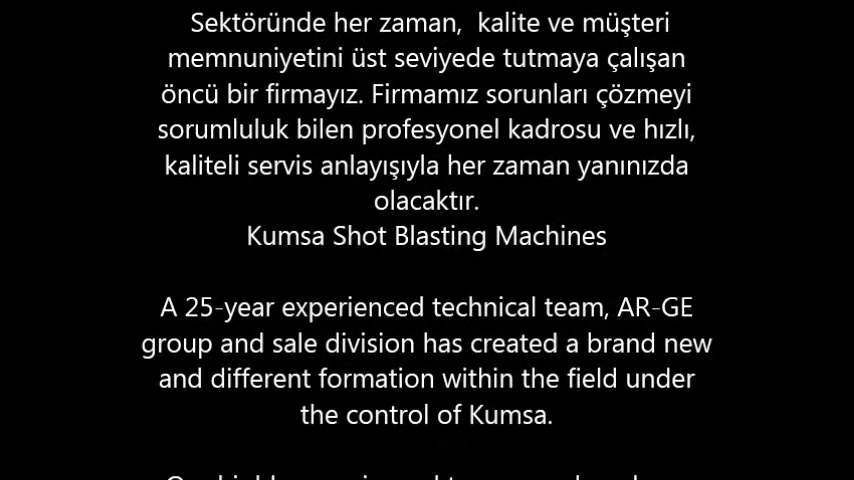 Sektöründe her zaman, kalite ve müşteri
memnuniyetini üst seviyede tutmaya çalışan
öncü bir firmayız. Firmamız sorunları çözmeyi
sorumluluk bilen profesyonel kadrosu ve hızlı,
kaliteli servis anlayışıyla her zaman yanınızda
olacaktır.
Kumsa Shot Blasting Machines
A 25-year experienced technical team, AR-GE
group and sale division has created a brand new
and different formation within the field under
the control of Kumsa.